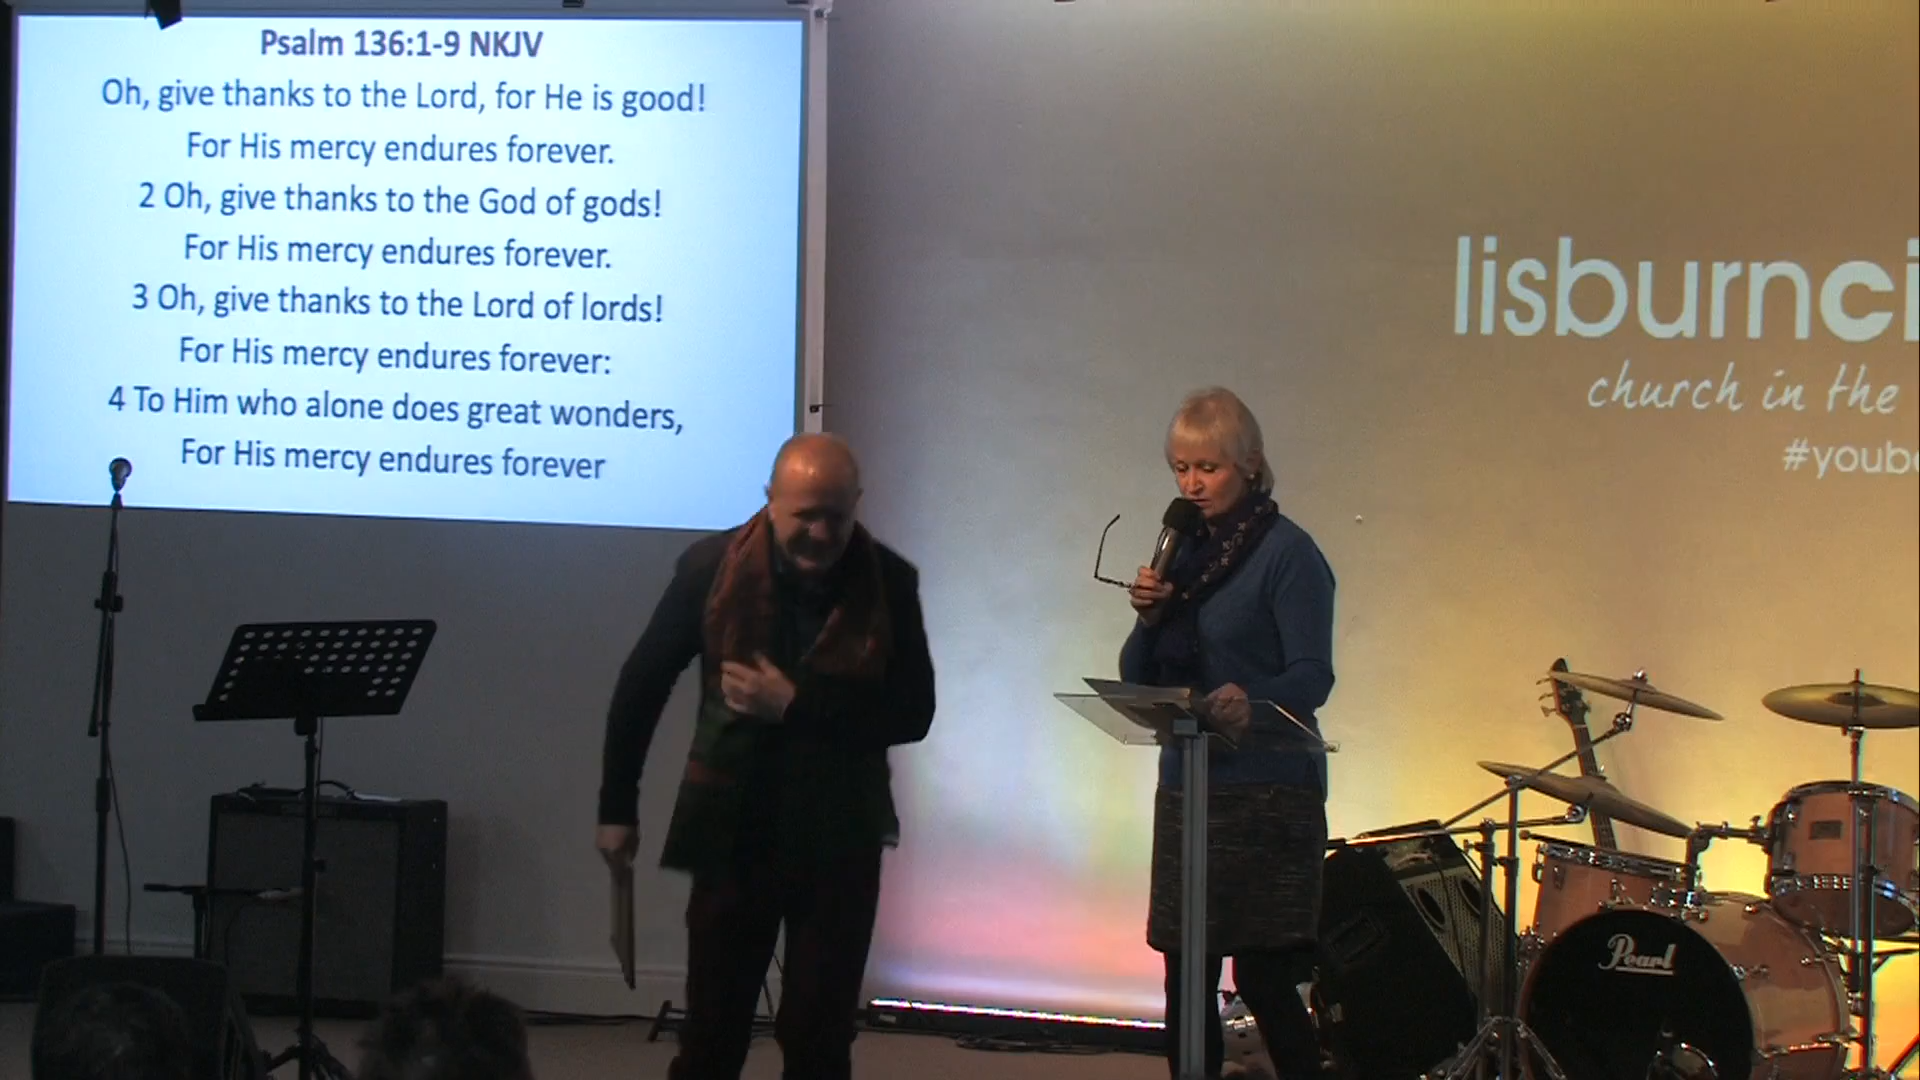 Psalm 136:1-9 NKJV
Oh, give thanks to the Lord, for He is good!
For His mercy endures forever.
2 Oh, give thanks to the God of gods!
For His mercy endures forever.
3 Oh, give thanks to the Lord of lords!
For His mercy endures forever:
4 To Him who alone does great wonders,
For His mercy endures forever
lisburnci
church in the
#yoube
Pearl